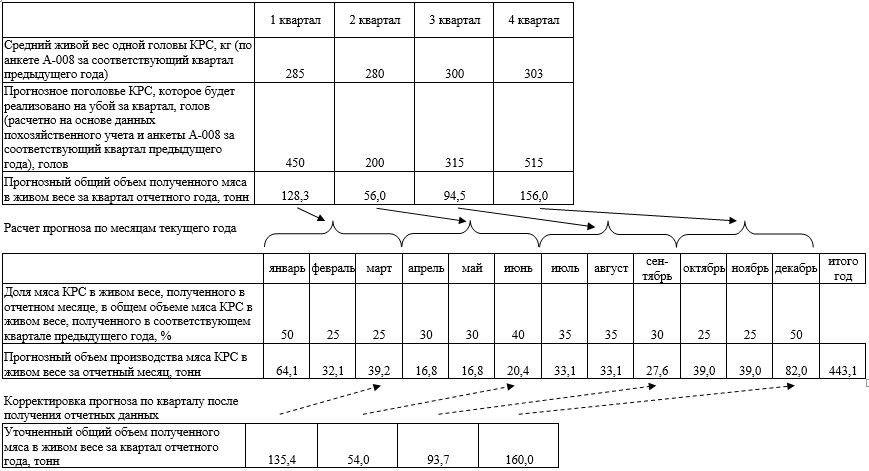 1 квартал 2 квартал 3 квартал 4 квартал
Средний живой вес одной головы КРС, кг (по
анкете А-008 за соответствующий квартал
предыдущего года) 285 280 300 303
Прогнозное поголовье КРС, которое будет
реализовано на убой за квартал, голов
(расчетно на основе данных
похозяйственного учета и анкеты А-008 за
соответствующий квартал предыдущего
года), голов 450 200 315 515
Прогнозный общий объем полученного мяса
в живом весе за квартал отчетного года, тонн 128,3 56,0 94,5 156,0
Расчет прогноза по месяцам текущего года
январь февраль март апрель май июнь июль август сен-
тябрь октябрь ноябрь декабрь итого
год
Доля мяса КРС в живом весе, полученного в
отчетном месяце, в общем объеме мяса КРС в
живом весе, полученного в соответствующем
квартале предыдущего года, % 50 25 25 30 30 40 35 35 30 25 25 50
Прогнозный объем производства мяса КРС в
живом весе за отчетный месяц, тонн 64,1 32,1 39,2 16,8 16,8 20,4 33,1 33,1 27,6 39,0 39,0 82,0 443,1
Корректировка прогноза по кварталу после
получения отчетных данных
Уточненный общий объем полученного
мяса в живом весе за квартал отчетного
года, тонн 135,4 54,0 93,7 160,0